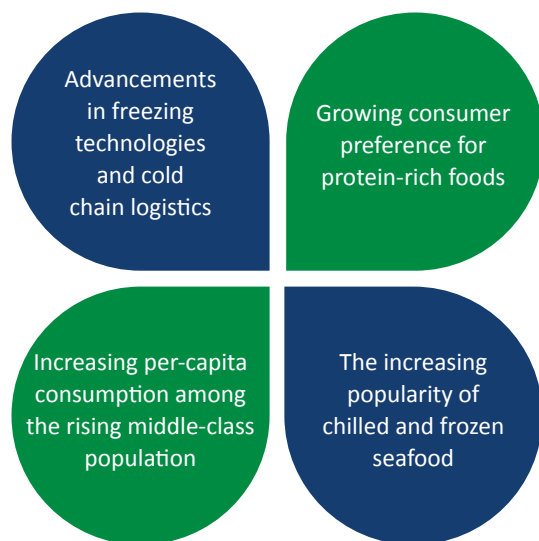 Advancements
in freezing
technologies
and cold
chain logistics
Growing consumer
preference for
protein-rich foods
Increasing per-capita
consumption among
the rising middle-class
population
The increasing
popularity of
chilled and frozen
seafood